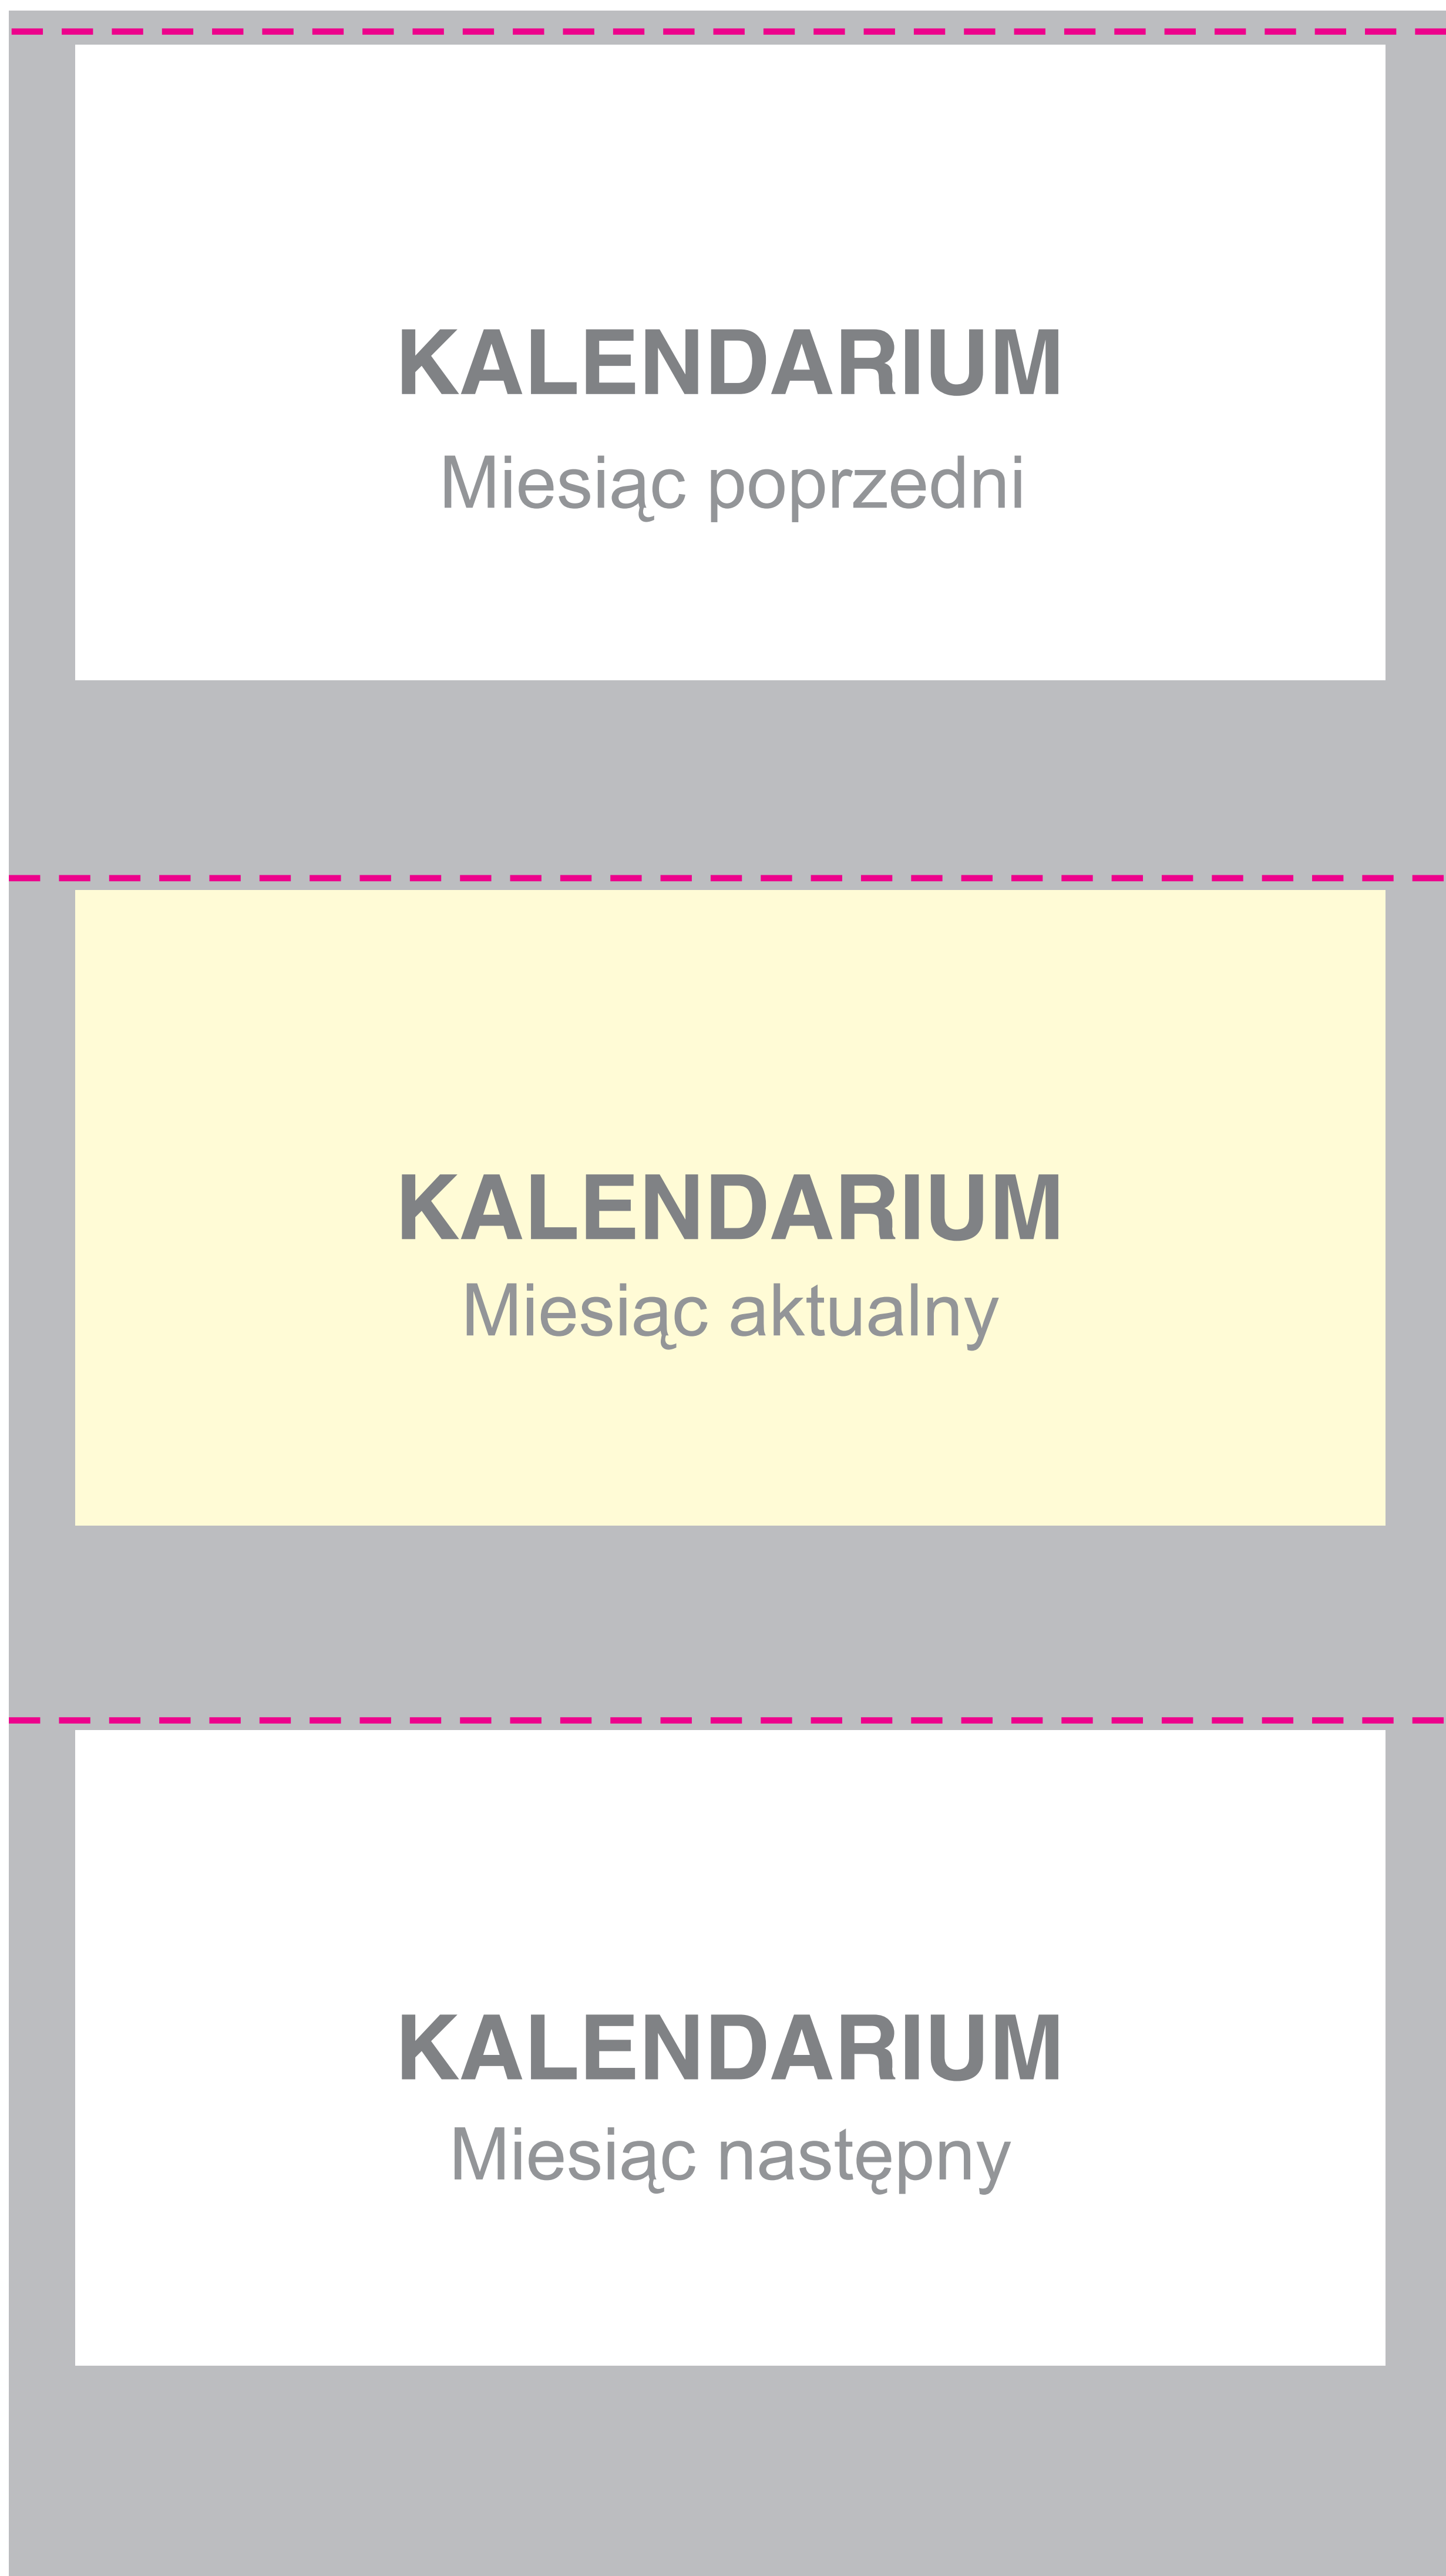 KALENDARIUM
Miesiąc poprzedni
KALENDARIUM
Miesiąc aktualny
KALENDARIUM
Miesiąc następny